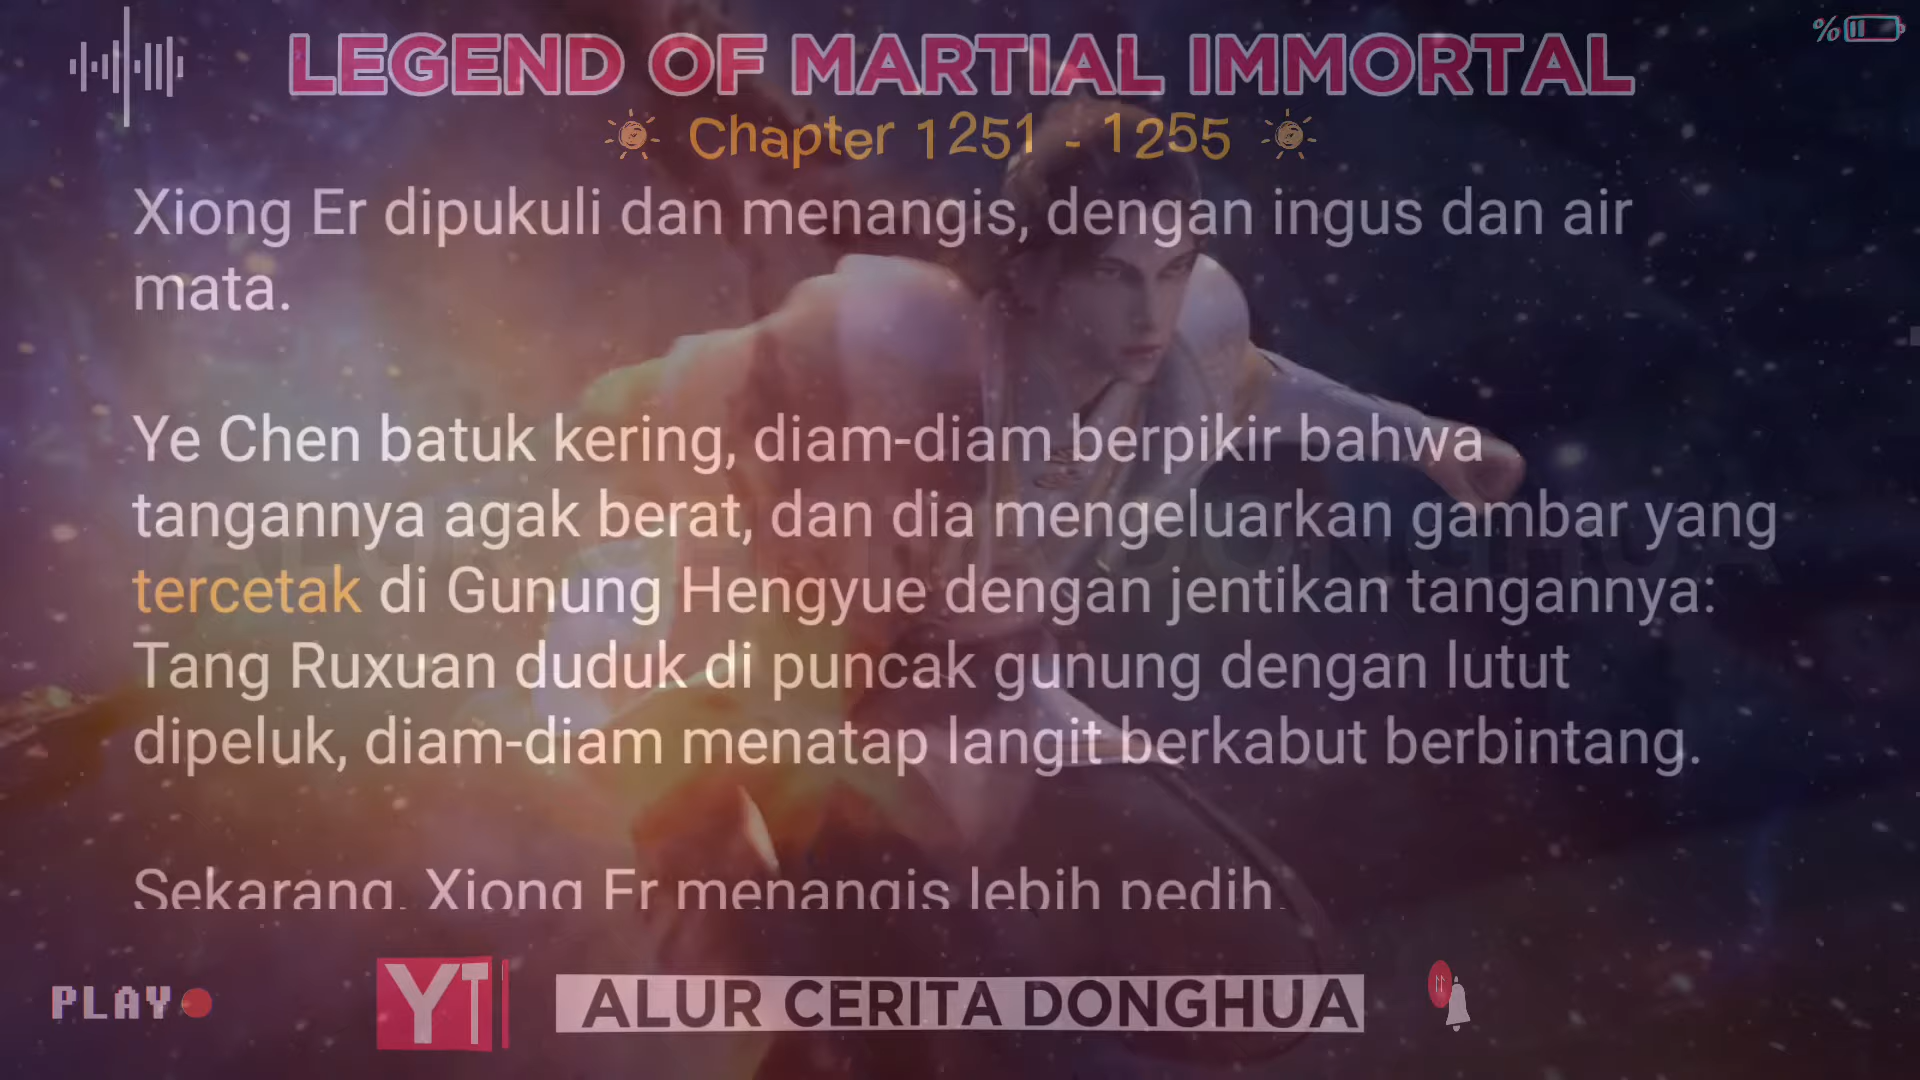 LEGEND OF MARTIAL IMMORTAL
%
Chapter 1251 - 1255
Xiong Er dipukuli dan menangis, dengan ingus dan air
mata.
Ye Chen batuk kering, diam-diam berpikir bahwa
tangannya agak berat, dan dia mengeluarkan gambar yang
tercetak di Gunung Hengyue dengan jentikan tangannya:
Tang Ruxuan duduk di puncak gunung dengan lutut
dipeluk, diam-diam menatap langit berkabut berbintang.
Sekarang, Xiong Er menangis lebih pedih.
PLAY
YT
ALUR CERITA DONGHUA